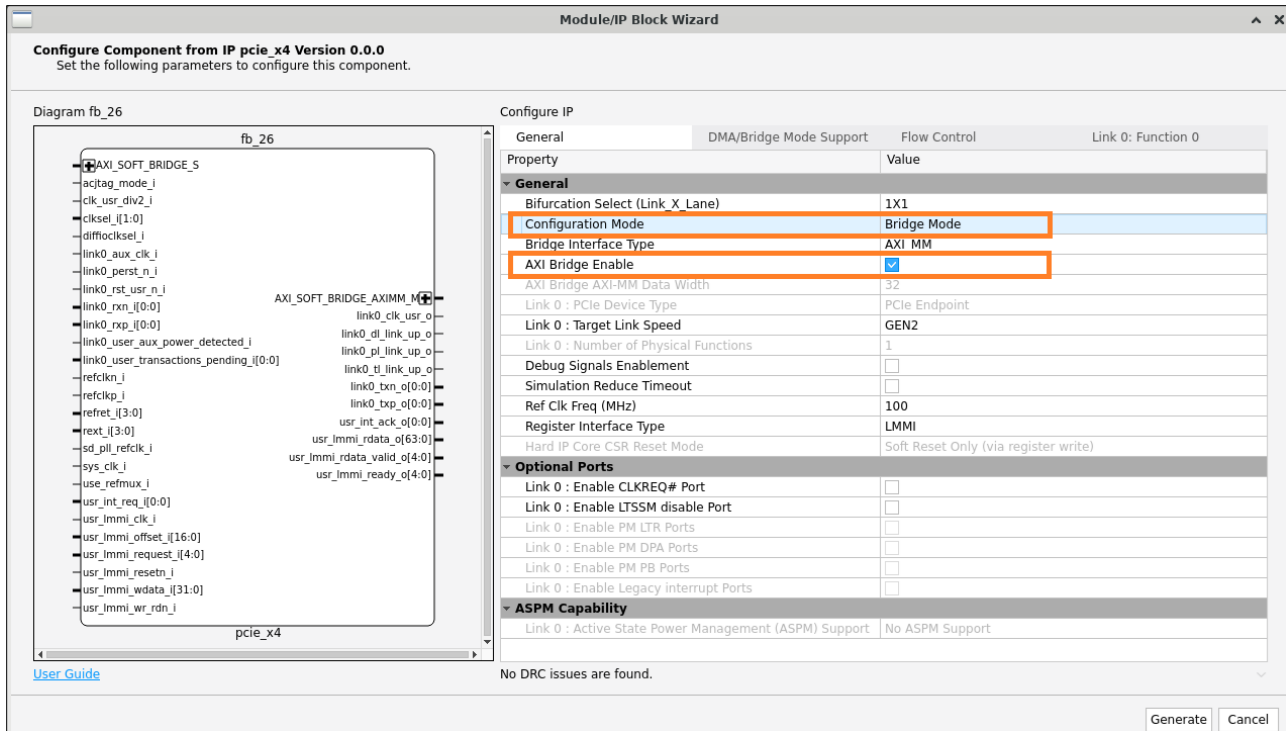 Module/IP Block Wizard
Configure Component from IP pcie_x4 Version 0.0.0
Set the following parameters to configure this component.
Diagram fb_26
fb_26
AXI_SOFT_BRIDGE_S
acjtag_mode_i
clk_usr_div2_i
clksel_i[1:0]
diffioclksel_i
link0_aux_clk_i
link0_perst_n_i
link0_rst_usr_n_i
link0_rxn_i[0:0]
link0_rxp_i[0:0]
link0_user_aux_power_detected_i
link0_user_transactions_pending_i[0:0]
refclkn_i
refclkp_i
refret_i[3:0]
rext_i[3:0]
sd_pll_refclk_i
sys_clk_i
use_refmux_i
usr_int_req_i[0:0]
usr_lmmi_clk_i
usr_lmmi_offset_i[16:0]
usr_lmmi_request_i[4:0]
usr_lmmi_resetn_i
usr_lmmi_wdata_i[31:0]
usr_lmmi_wr_rdn_i
AXI_SOFT_BRIDGE_AXIMM_M
link0_clk_usr_o
link0_dl_link_up_o
link0_pl_link_up_o
link0_tl_link_up_o
link0_txn_o[0:0]
link0_txp_o[0:0]
usr_int_ack_o[0:0]
usr_lmmi_rdata_o[63:0]
usr_lmmi_rdata_valid_o[4:0]
usr_lmmi_ready_o[4:0]
pcie_x4
User Guide
Configure IP
General DMA/Bridge Mode Support Flow Control Link 0: Function 0
Property Value
General
Bifurcation Select (Link_X_Lane) 1X1
Configuration Mode Bridge Mode
Bridge Interface Type AXI_MM
AXI Bridge Enable
AXI Bridge AXI-MM Data Width 32
Link 0 : PCIe Device Type PCIe Endpoint
Link 0 : Target Link Speed GEN2
Link 0 : Number of Physical Functions 1
Debug Signals Enablement
Simulation Reduce Timeout
Ref Clk Freq (MHz) 100
Register Interface Type LMMI
Hard IP Core CSR Reset Mode Soft Reset Only (via register write)
Optional Ports
Link 0 : Enable CLKREQ# Port
Link 0 : Enable LTSSM disable Port
Link 0 : Enable PM LTR Ports
Link 0 : Enable PM DPA Ports
Link 0 : Enable PM PB Ports
Link 0 : Enable Legacy interrupt Ports
ASPM Capability
Link 0 : Active State Power Management (ASPM) Support No ASPM Support
No DRC issues are found.
Generate Cancel